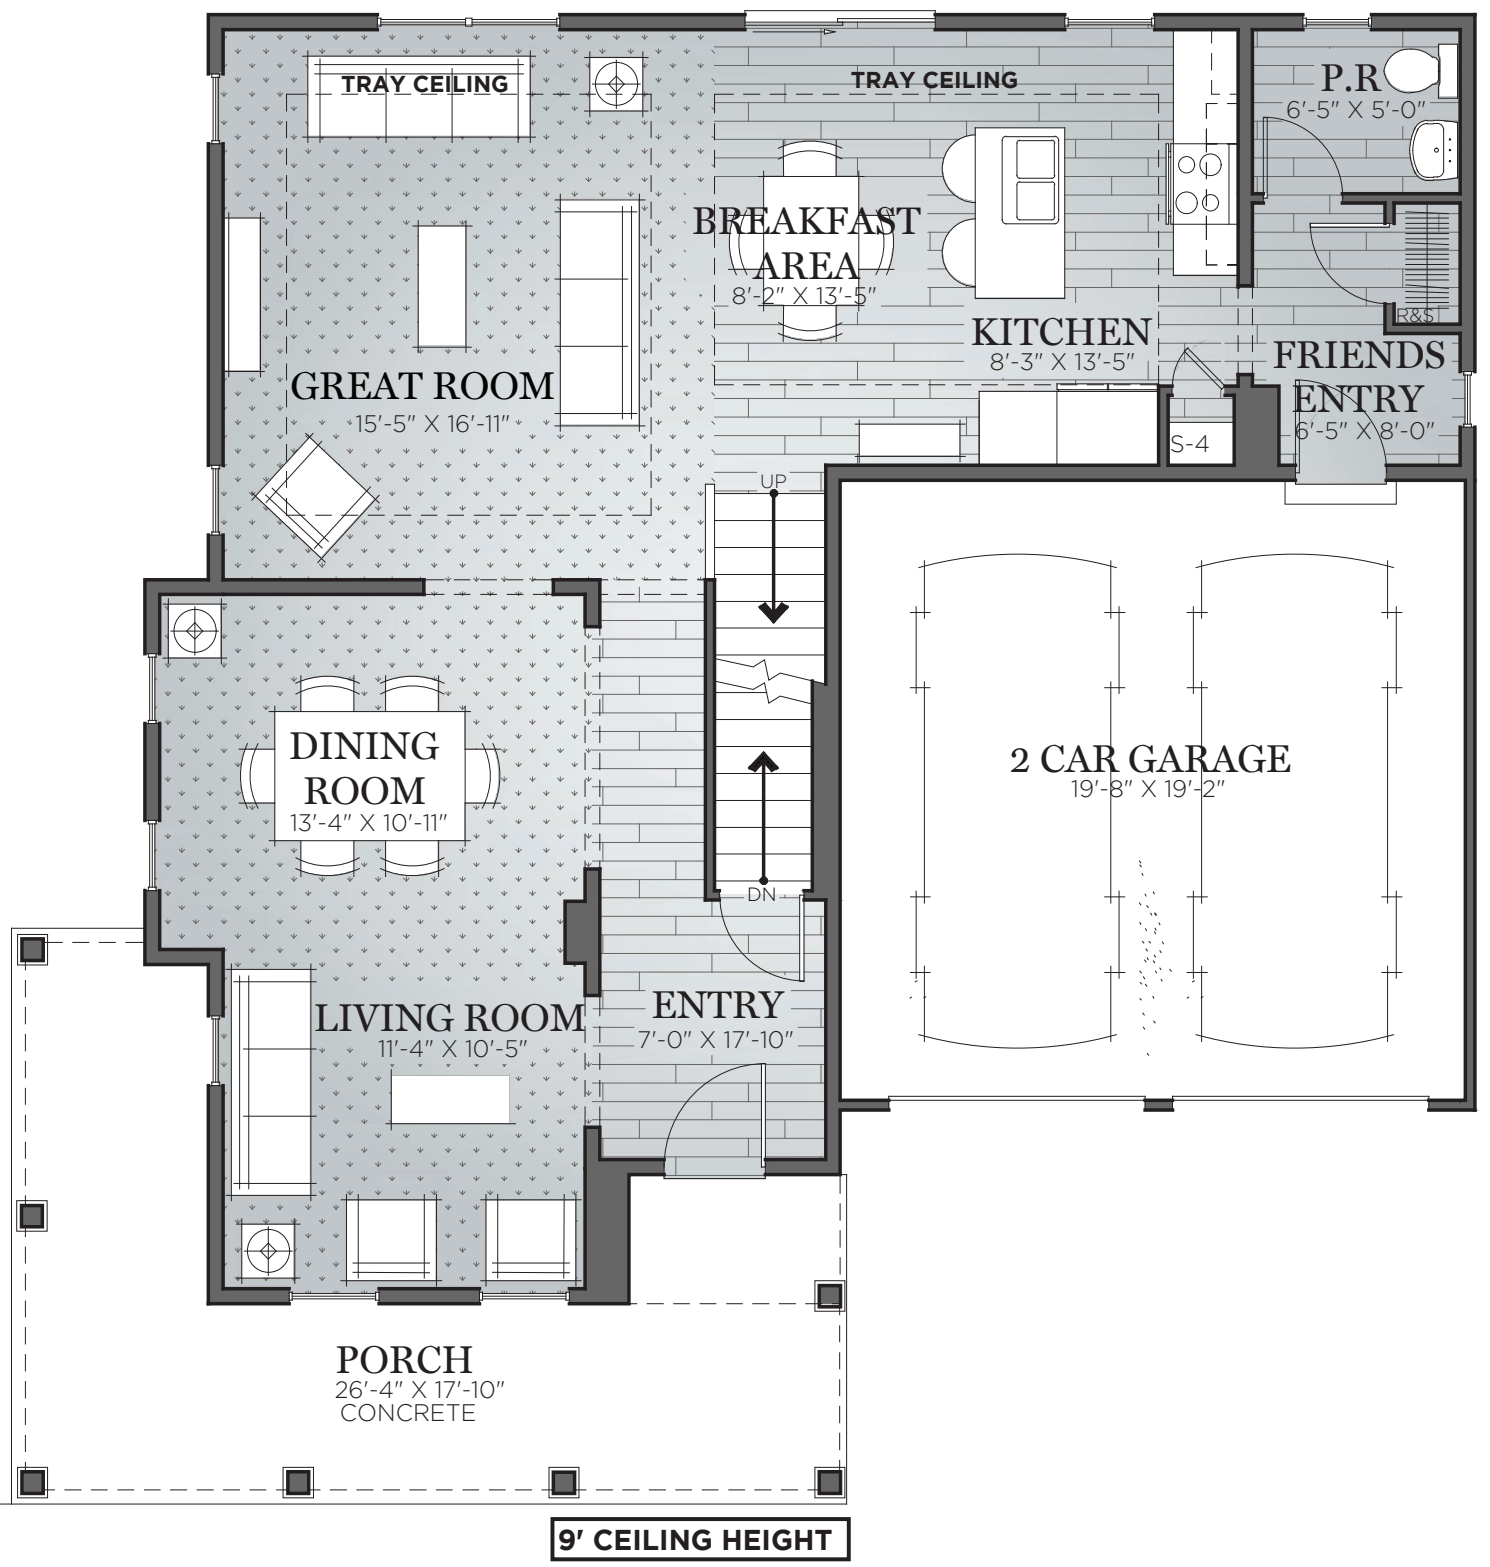 TRAY CEILING
TRAY CEILING
P.R
6'-5" X 5'-0"
BREAKFAST
AREA
8'-2" X 13'-5"
KITCHEN
8'-3" X 13'-5"
R&S
FRIENDS
ENTRY
6'-5" X 8'-0"
GREAT ROOM
15'-5" X 16'-11"
S-4
UP
DINING
ROOM
13'-4" X 10'-11"
2 CAR GARAGE
19'-8" X 19'-2"
DN
LIVING ROOM
11'-4" X 10'-5"
ENTRY
7'-0" X 17'-10"
PORCH
26'-4" X 17'-10"
CONCRETE
9' CEILING HEIGHT